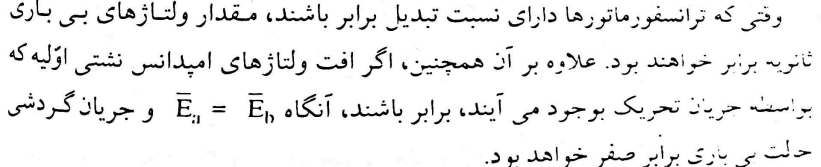 وقتی که ترانسفورماتورها دارای نسبت تبدیل برابر باشند، مقدار ولتاژهای بی باری
ثانویه برابر خواهند بود. علاوه بر آن همچنین، اگر افت ولتاژهای امپدانس نشتی اوّلیه که
بواسطه جریان تحریک بوجود می آیند، برابر باشند، آنگاه E̅a = E̅b و جریان گردشی
حالت بی باری برابر صفر خواهد بود.